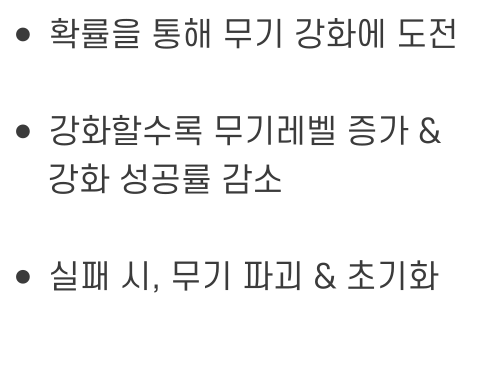 • 확률을 통해 무기 강화에 도전
• 강화할수록 무기레벨 증가 &
강화 성공률 감소
• 실패 시, 무기 파괴 & 초기화